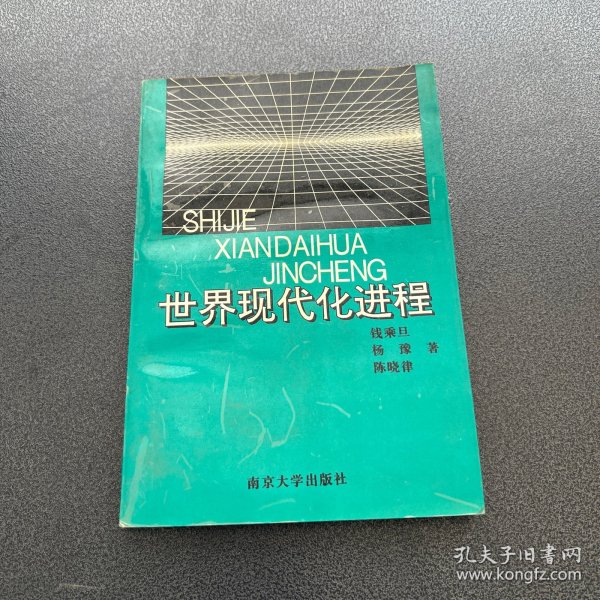 SHIJIE
XIANDAIHUA
JINCHENG
世界现代化进程
钱乘旦
杨豫 著
陈晓律
南京大学出版社
孔夫子旧书网
www.kongfz.com